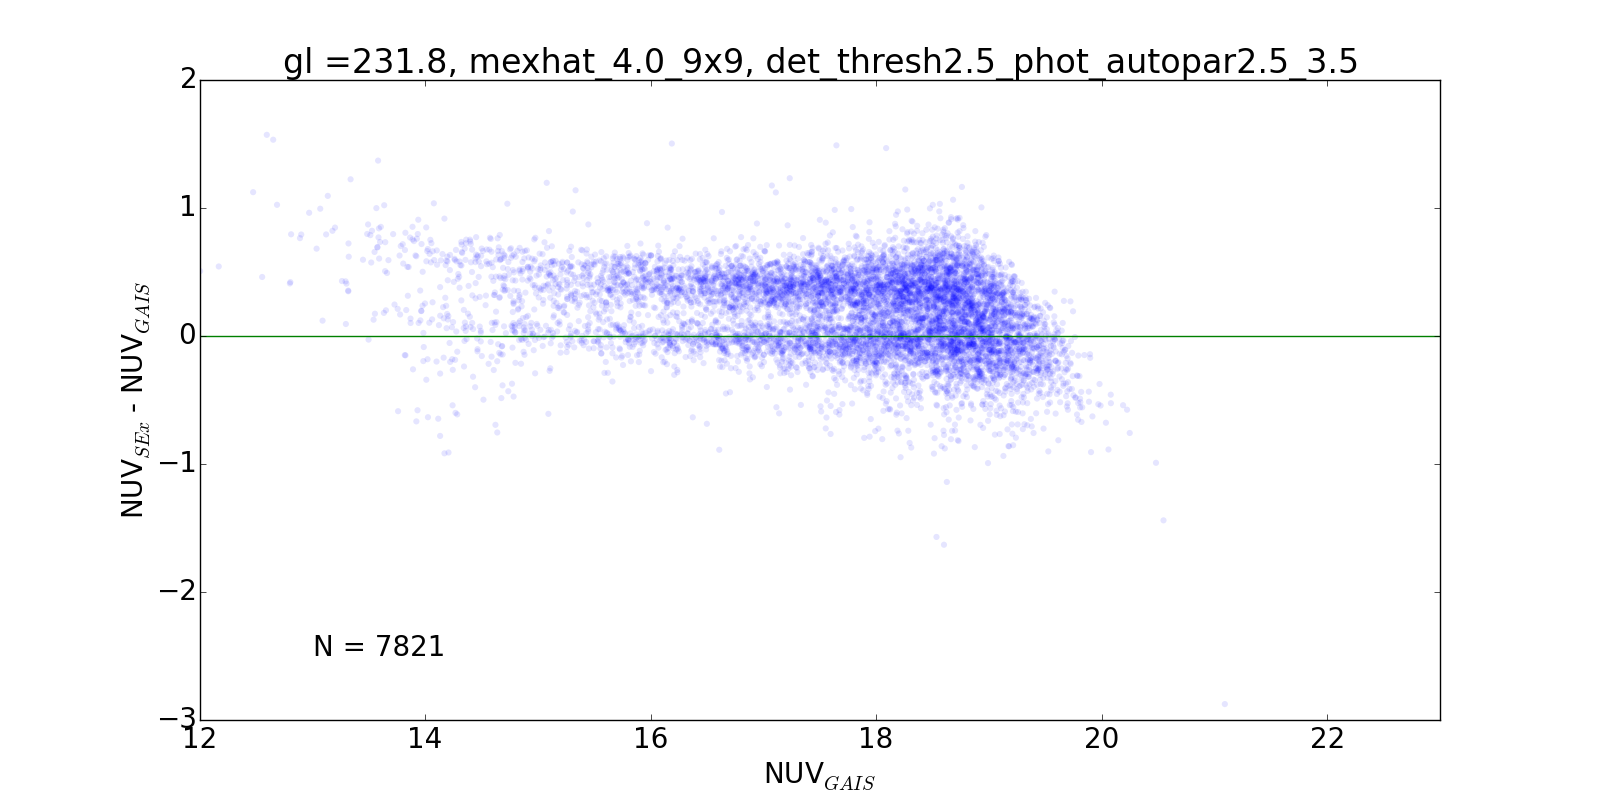 gl =231.8, mexhat_4.0_9x9, det_thresh2.5_phot_autopar2.5_3.5
2
1
0
−1
−2
−3
NUV_SEx - NUV_GAIS
N = 7821
12 14 16 18 20 22
NUV_GAIS